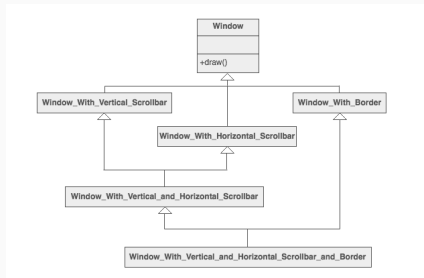 Window
+draw()
Window_With_Vertical_Scrollbar
Window_With_Border
Window_With_Horizontal_Scrollbar
Window_With_Vertical_and_Horizontal_Scrollbar
Window_With_Vertical_and_Horizontal_Scrollbar_and_Border